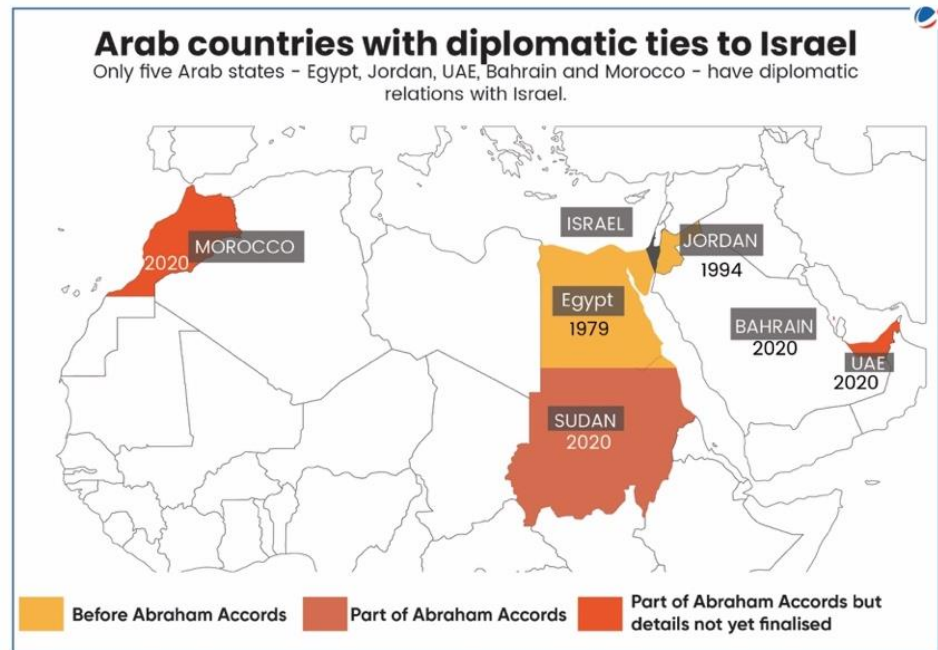 Arab countries with diplomatic ties to Israel
Only five Arab states - Egypt, Jordan, UAE, Bahrain and Morocco - have diplomatic
relations with Israel.
ISRAEL
MOROCCO
2020
JORDAN
1994
Egypt
1979
BAHRAIN
2020
UAE
2020
SUDAN
2020
Before Abraham Accords
Part of Abraham Accords
Part of Abraham Accords but
details not yet finalised